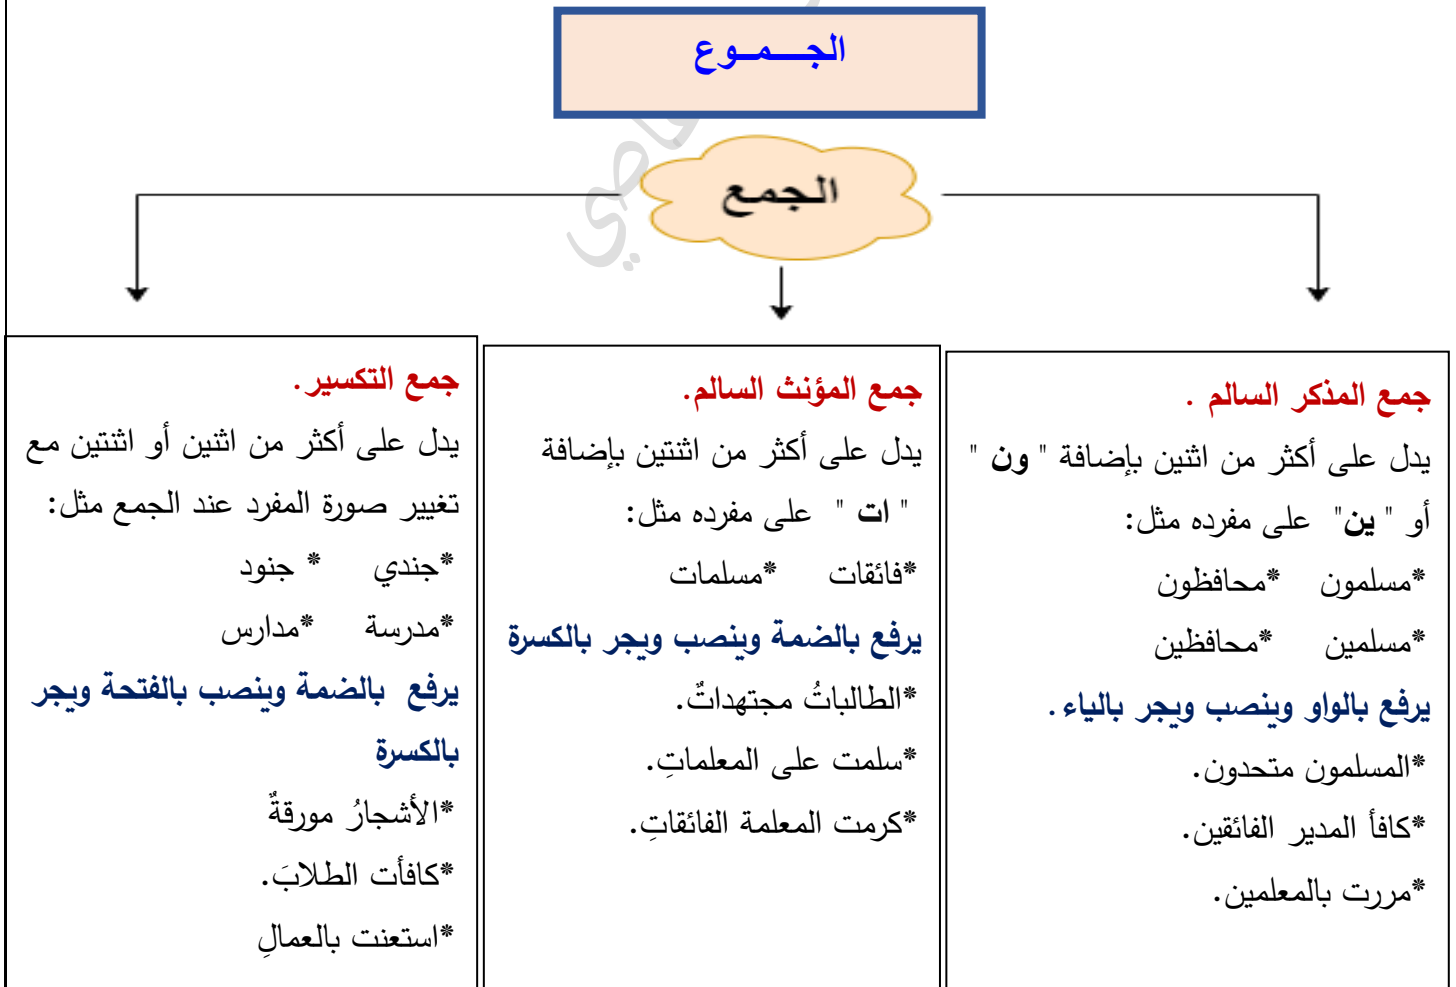 الجـــمــوع
الجمع
جمع المذكر السالم .
يدل على أكثر من اثنين بإضافة " ون "
أو " ين" على مفرده مثل:
*مسلمون *محافظون
*مسلمين *محافظين
يرفع بالواو وينصب ويجر بالياء.
*المسلمون متحدون.
*كافأ المدير الفائقين.
*مررت بالمعلمين.
جمع المؤنث السالم.
يدل على أكثر من اثنتين بإضافة
" ات " على مفرده مثل:
*فائقات *مسلمات
يرفع بالضمة وينصب ويجر بالكسرة
*الطالباتُ مجتهداتٌ.
*سلمت على المعلماتِ.
*كرمت المعلمة الفائقاتِ.
جمع التكسير.
يدل على أكثر من اثنين أو اثنتين مع
تغيير صورة المفرد عند الجمع مثل:
*جندي * جنود
*مدرسة *مدارس
يرفع بالضمة وينصب بالفتحة ويجر
بالكسرة
*الأشجارُ مورقةٌ
*كافأت الطلابَ.
*استعنت بالعمالِ